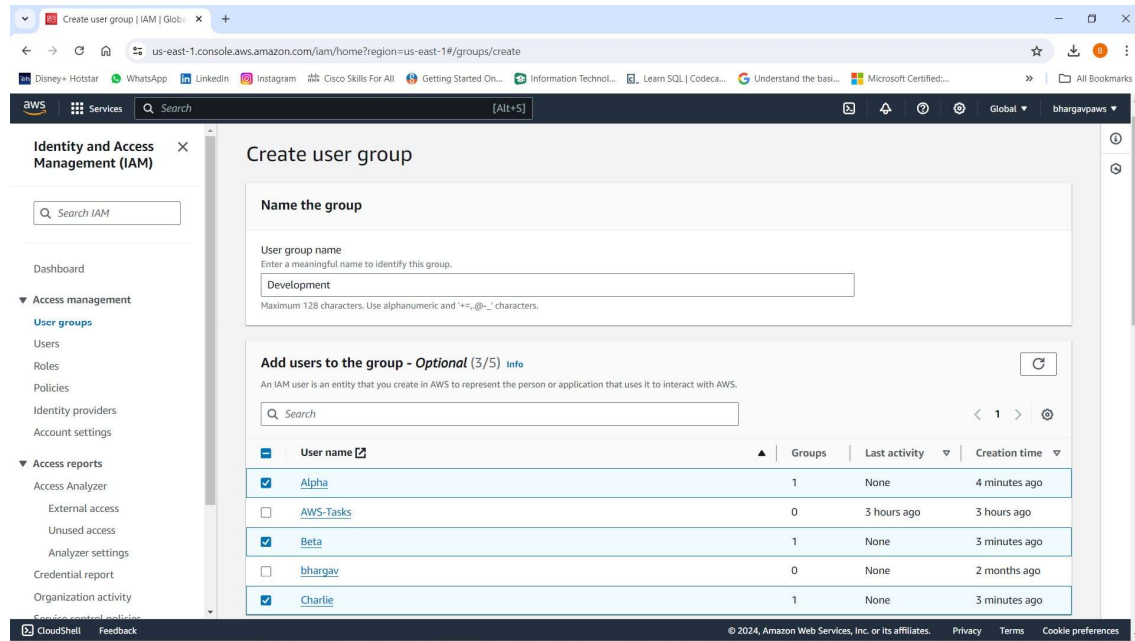 Create user group | IAM | Globa
us-east-1.console.aws.amazon.com/iam/home?region=us-east-1#/groups/create
B
Disney+ Hotstar WhatsApp LinkedIn Instagram Cisco Skills For All Getting Started On... Information Technol... Learn SQL | Codeca... Understand the basi... Microsoft Certified:... » All Bookmarks
aws Services Search [Alt+S] Global bhargavpaws
Identity and Access
Management (IAM)
Search IAM
Dashboard
Access management
User groups
Users
Roles
Policies
Identity providers
Account settings
Access reports
Access Analyzer
External access
Unused access
Analyzer settings
Credential report
Organization activity
Service control policies
Create user group
Name the group
User group name
Enter a meaningful name to identify this group.
Development
Maximum 128 characters. Use alphanumeric and '+=,.@-_' characters.
Add users to the group - Optional (3/5) Info
An IAM user is an entity that you create in AWS to represent the person or application that uses it to interact with AWS.
Search
1
User name Groups Last activity Creation time
Alpha 1 None 4 minutes ago
AWS-Tasks 0 3 hours ago 3 hours ago
Beta 1 None 3 minutes ago
bhargav 0 None 2 months ago
Charlie 1 None 3 minutes ago
CloudShell Feedback © 2024, Amazon Web Services, Inc. or its affiliates. Privacy Terms Cookie preferences